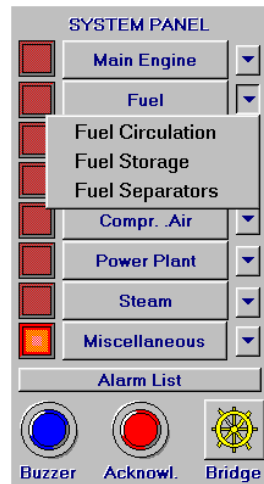 SYSTEM PANEL
Main Engine
Fuel
Fuel Circulation
Fuel Storage
Fuel Separators
Compr. .Air
Power Plant
Steam
Miscellaneous
Alarm List
Buzzer Acknowl. Bridge